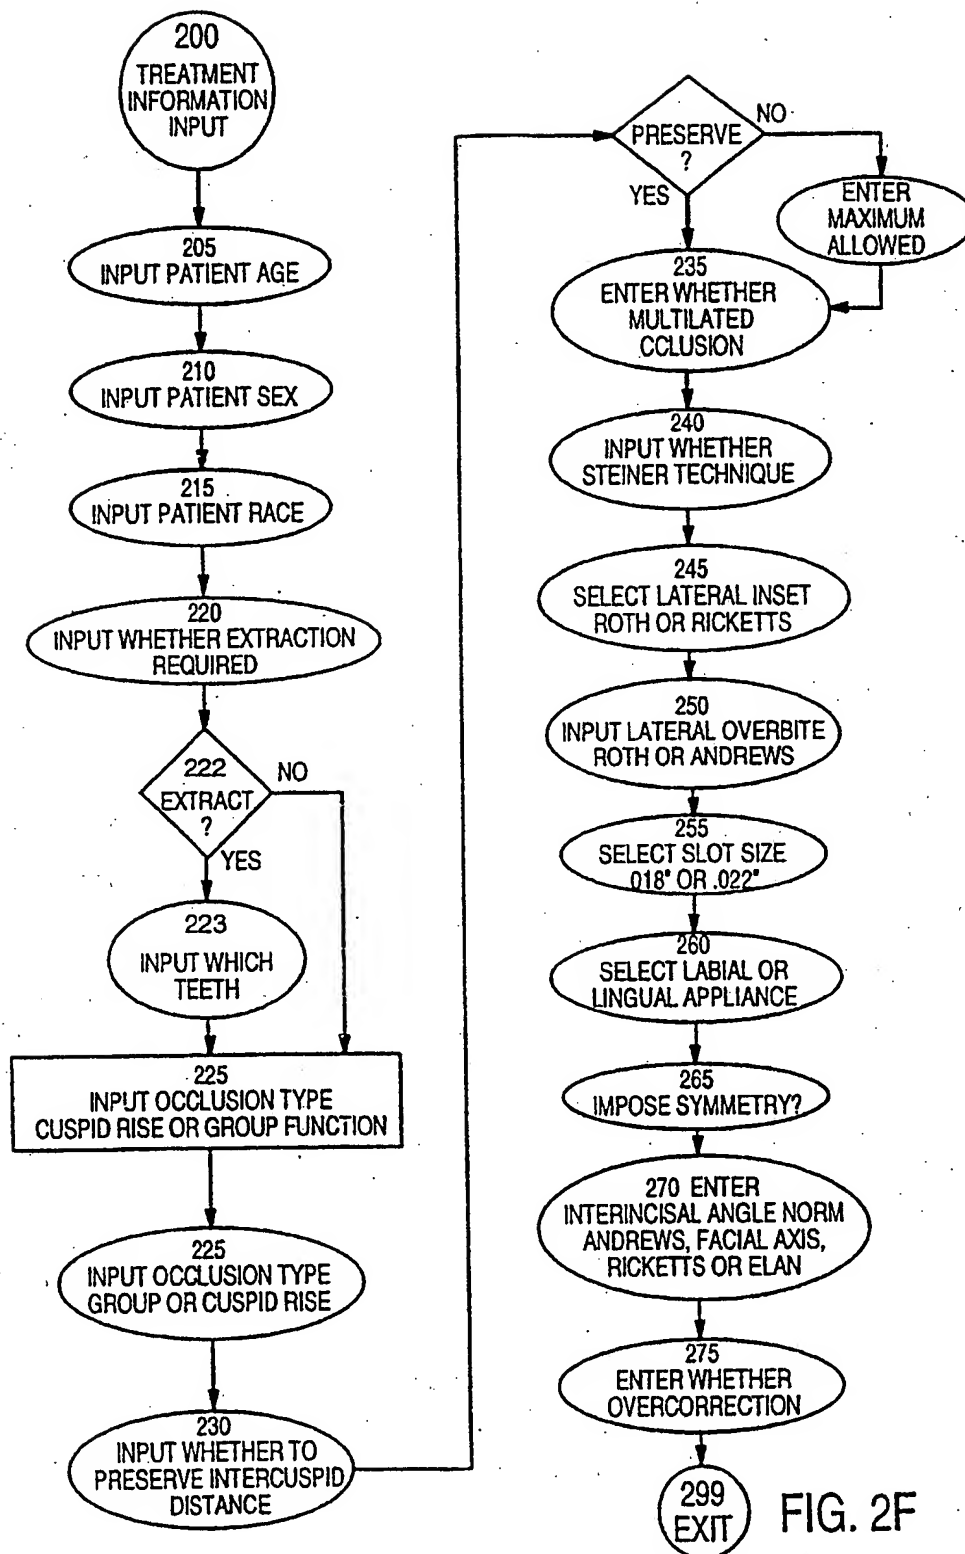 200
TREATMENT
INFORMATION
INPUT
205
INPUT PATIENT AGE
210
INPUT PATIENT SEX
215
INPUT PATIENT RACE
220
INPUT WHETHER EXTRACTION
REQUIRED
222
EXTRACT
?
NO
YES
223
INPUT WHICH
TEETH
225
INPUT OCCLUSION TYPE
CUSPID RISE OR GROUP FUNCTION
225
INPUT OCCLUSION TYPE
GROUP OR CUSPID RISE
230
INPUT WHETHER TO
PRESERVE INTERCUSPID
DISTANCE
PRESERVE
?
NO
YES
ENTER
MAXIMUM
ALLOWED
235
ENTER WHETHER
MULTILATED
CCLUSION
240
INPUT WHETHER
STEINER TECHNIQUE
245
SELECT LATERAL INSET
ROTH OR RICKETTS
250
INPUT LATERAL OVERBITE
ROTH OR ANDREWS
255
SELECT SLOT SIZE
.018" OR .022"
260
SELECT LABIAL OR
LINGUAL APPLIANCE
265
IMPOSE SYMMETRY?
270 ENTER
INTERINCISAL ANGLE NORM
ANDREWS, FACIAL AXIS,
RICKETTS OR ELAN
275
ENTER WHETHER
OVERCORRECTION
299
EXIT
FIG. 2F